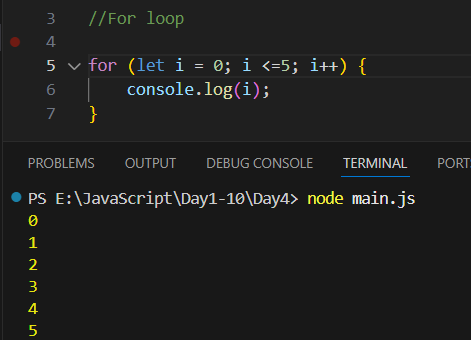 3 //For loop
4
5 for (let i = 0; i <=5; i++) {
6 console.log(i);
7 }
PROBLEMS OUTPUT DEBUG CONSOLE TERMINAL PORT
PS E:\JavaScript\Day1-10\Day4> node main.js
0
1
2
3
4
5